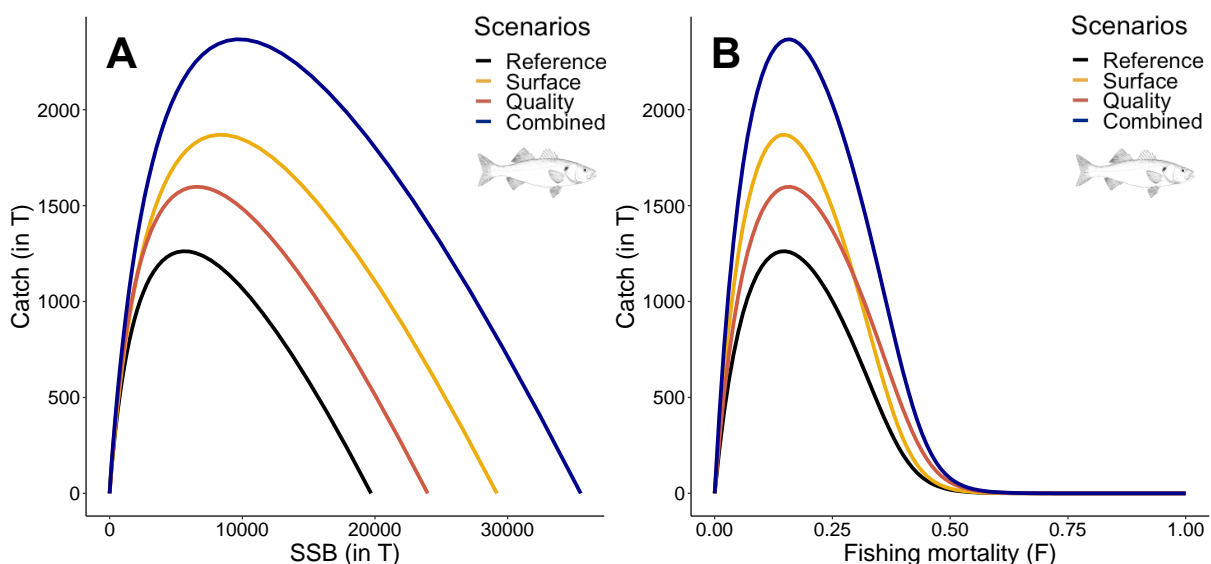 A
Scenarios
Reference
Surface
Quality
Combined
Catch (in T)
2000
1500
1000
500
0
0 10000 20000 30000
SSB (in T)
B
Scenarios
Reference
Surface
Quality
Combined
Catch (in T)
2000
1500
1000
500
0
0.00 0.25 0.50 0.75 1.00
Fishing mortality (F)